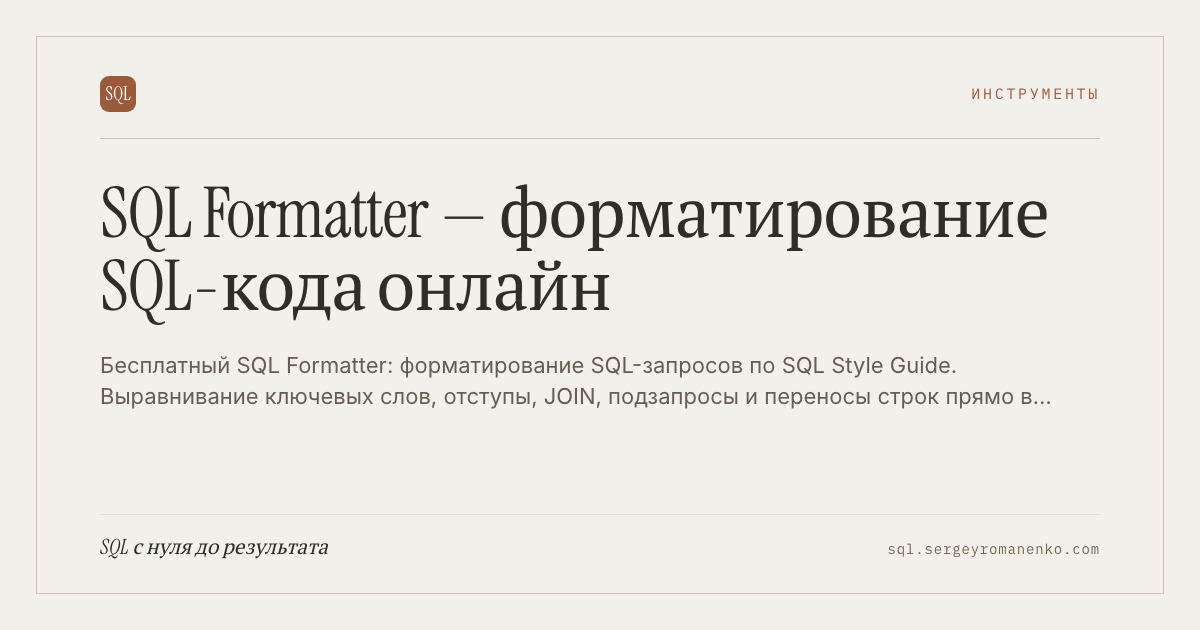 SQL
ИНСТРУМЕНТЫ
SQL Formatter — форматирование
SQL-кода онлайн
Бесплатный SQL Formatter: форматирование SQL-запросов по SQL Style Guide.
Выравнивание ключевых слов, отступы, JOIN, подзапросы и переносы строк прямо в…
SQL с нуля до результата
sql.sergeyromanenko.com